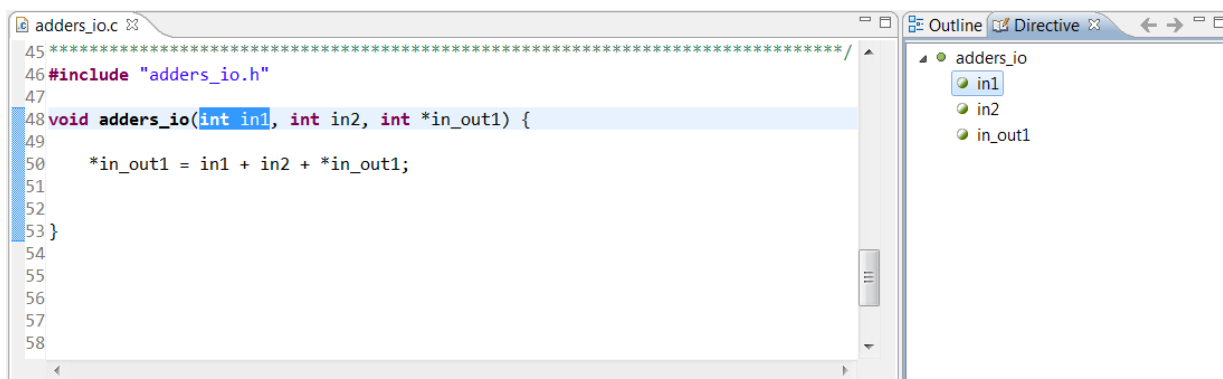 adders_io.c
45 *******************************************************************************/
46 #include "adders_io.h"
47
48 void adders_io(int in1, int in2, int *in_out1) {
49
50     *in_out1 = in1 + in2 + *in_out1;
51
52
53 }
54
55
56
57
58
Outline Directive
adders_io
in1
in2
in_out1